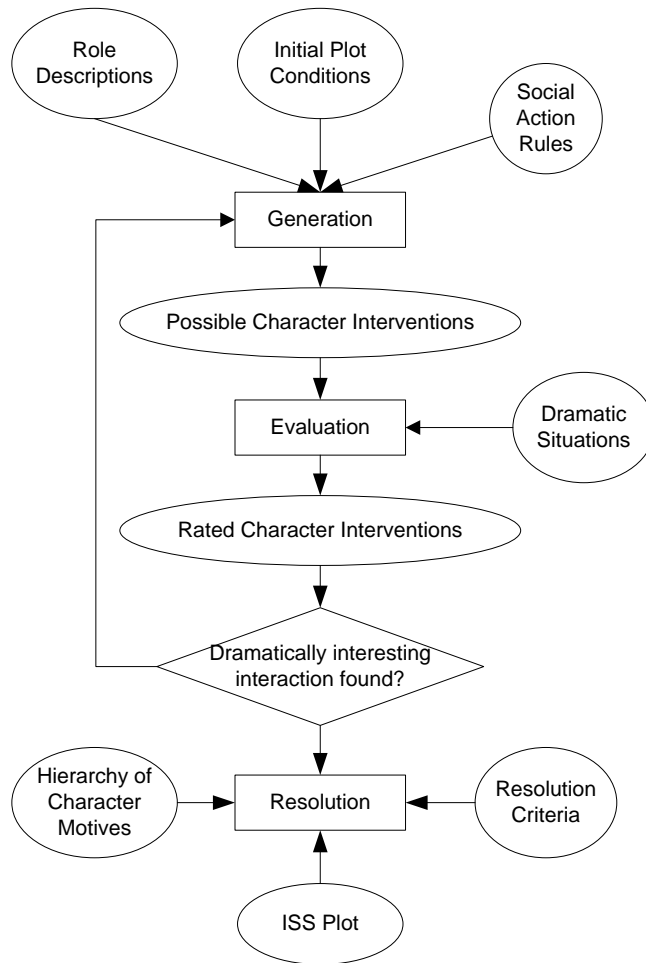 Role
Descriptions
Initial Plot
Conditions
Social
Action
Rules
Generation
Possible Character Interventions
Evaluation
Dramatic
Situations
Rated Character Interventions
Dramatically interesting
interaction found?
Hierarchy of
Character
Motives
Resolution
Resolution
Criteria
ISS Plot